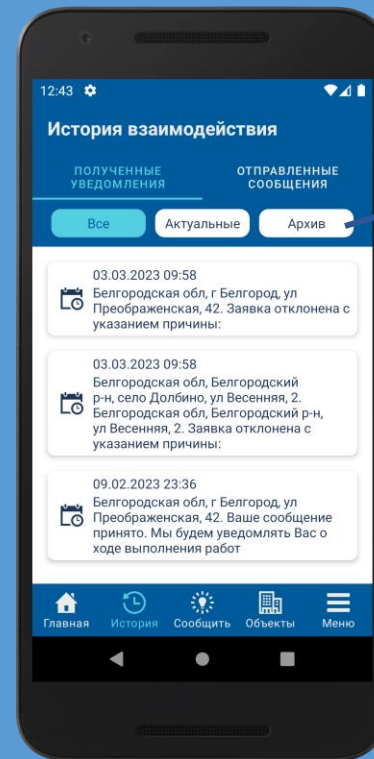 12:43
История взаимодействия
ПОЛУЧЕННЫЕ
УВЕДОМЛЕНИЯ
ОТПРАВЛЕННЫЕ
СООБЩЕНИЯ
Все
Актуальные
Архив
03.03.2023 09:58
Белгородская обл, г Белгород, ул
Преображенская, 42. Заявка отклонена с
указанием причины:
03.03.2023 09:58
Белгородская обл, Белгородский
р-н, село Долбино, ул Весенняя, 2.
Белгородская обл, Белгородский р-н,
ул Весенняя, 2. Заявка отклонена с
указанием причины:
09.02.2023 23:36
Белгородская обл, г Белгород, ул
Преображенская, 42. Ваше сообщение
принято. Мы будем уведомлять Вас о
ходе выполнения работ
Главная
История
Сообщить
Объекты
Меню